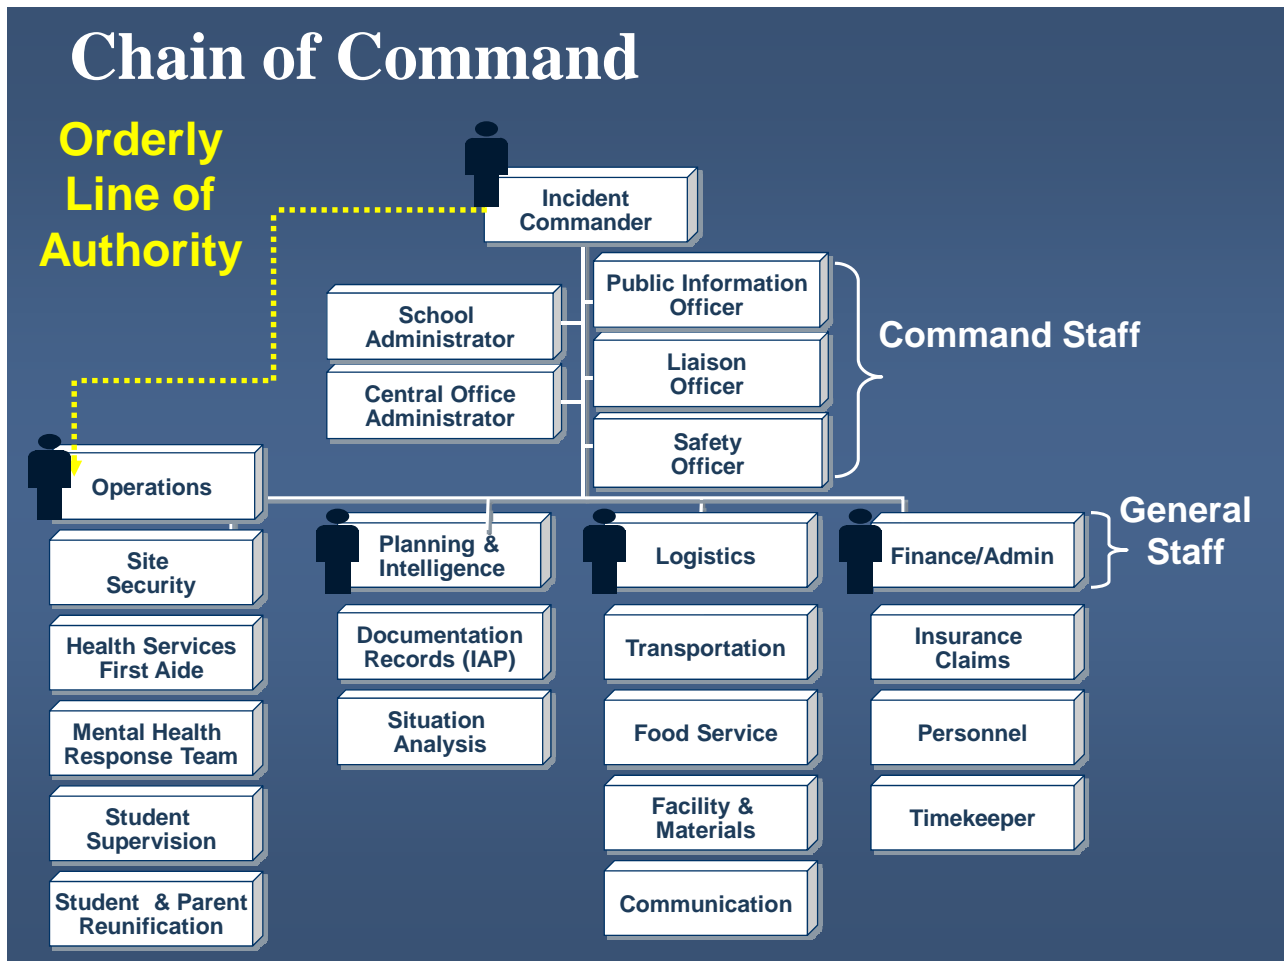 Chain of Command
Orderly
Line of
Authority
Incident
Commander
Public Information
Officer
School
Administrator
Liaison
Officer
Command Staff
Central Office
Administrator
Safety
Officer
Operations
General
Staff
Site
Security
Health Services
First Aide
Mental Health
Response Team
Student
Supervision
Student & Parent
Reunification
Planning &
Intelligence
Documentation
Records (IAP)
Situation
Analysis
Logistics
Transportation
Food Service
Facility &
Materials
Communication
Finance/Admin
Insurance
Claims
Personnel
Timekeeper